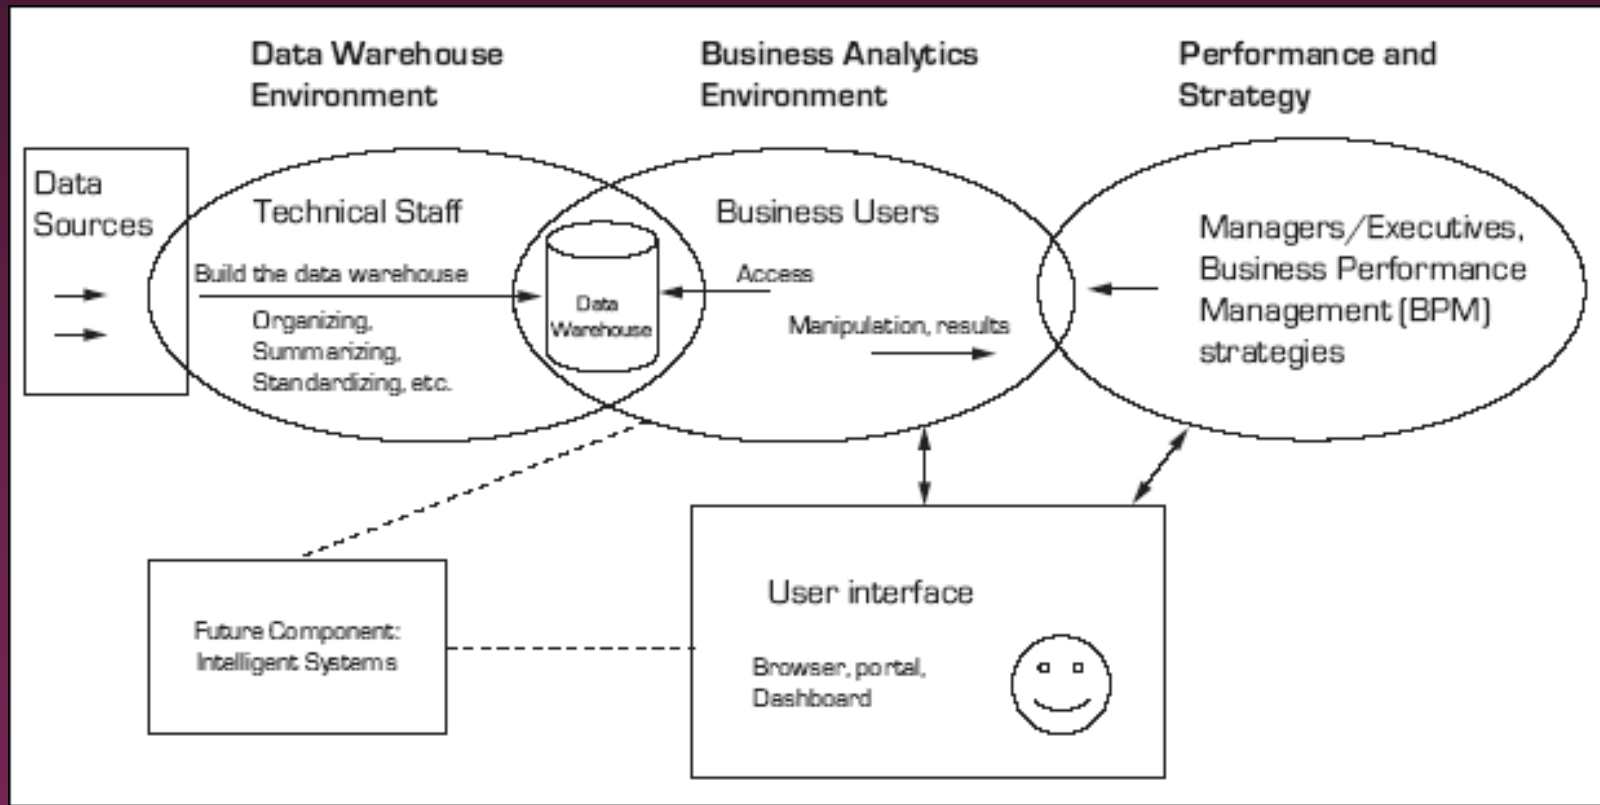 Data Warehouse
Environment
Business Analytics
Environment
Performance and
Strategy
Data
Sources
Technical Staff
Build the data warehouse
Organizing,
Summarizing,
Standardizing, etc.
Data
Warehouse
Business Users
Access
Manipulation, results
Managers/Executives,
Business Performance
Management (BPM)
strategies
Future Component:
Intelligent Systems
User interface
Browser, portal,
Dashboard